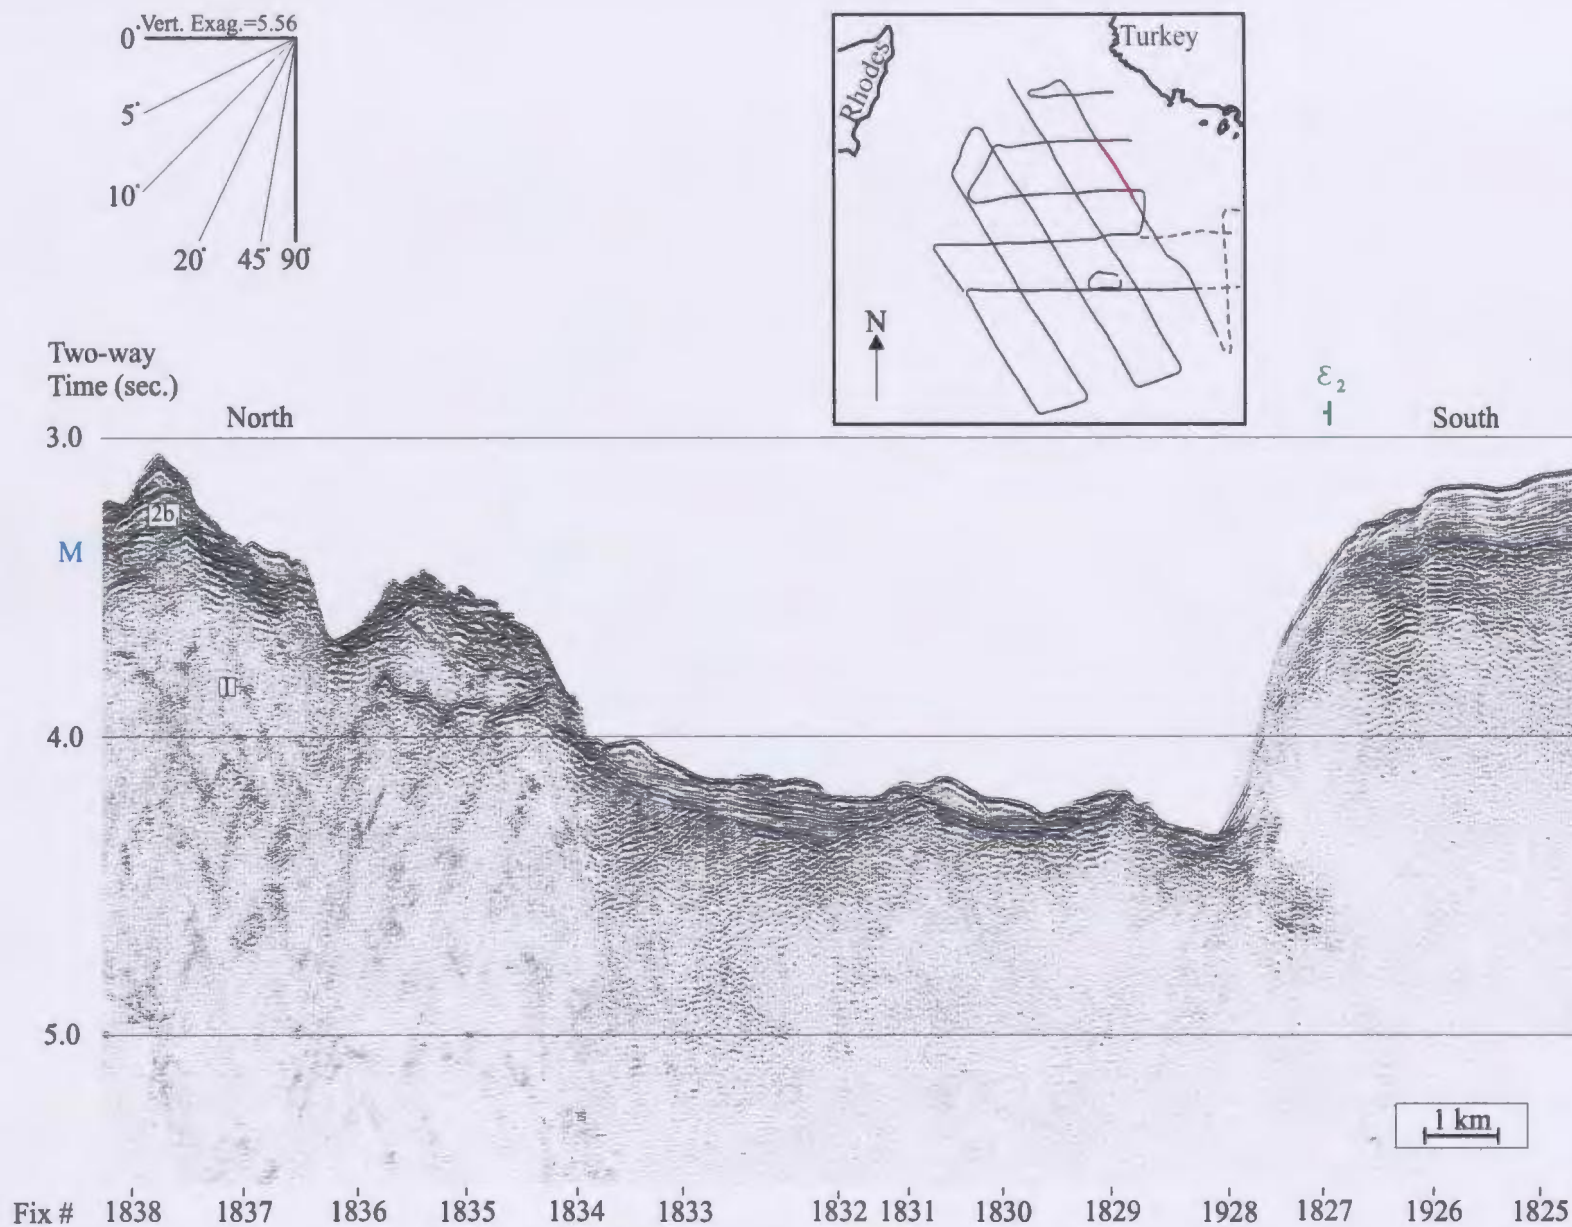 Vert. Exag.=5.56
0°
5°
10°
20° 45° 90°
Turkey
Rhodes
N
Two-way
Time (sec.)
North
ε2
South
3.0
2b
M
1
4.0
5.0
1 km
Fix # 1838 1837 1836 1835 1834 1833 1832 1831 1830 1829 1928 1827 1926 1825